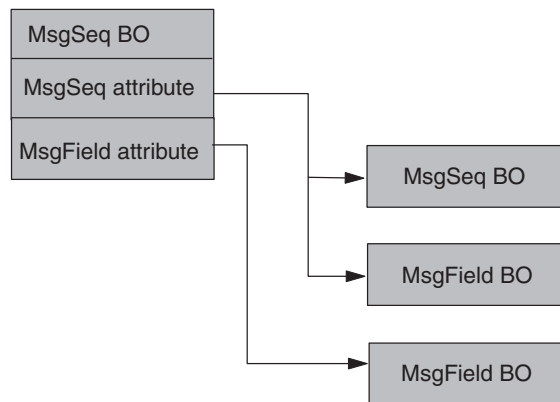 MsgSeq BO
MsgSeq attribute
MsgField attribute
MsgSeq BO
MsgField BO
MsgField BO